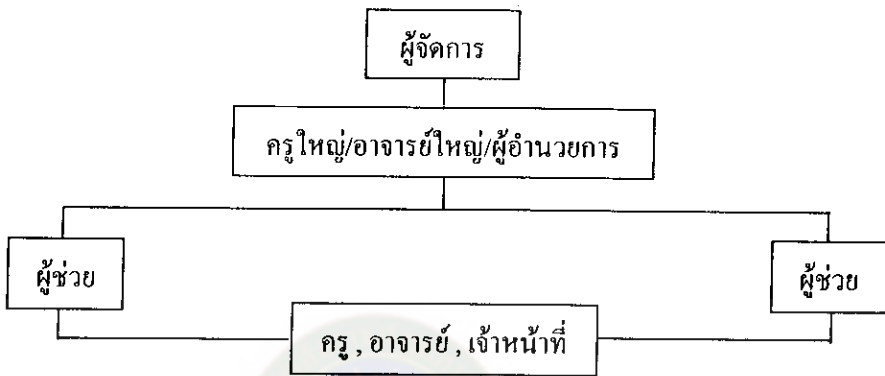 ผู้จัดการ
ครูใหญ่/อาจารย์ใหญ่/ผู้อำนวยการ
ผู้ช่วย
ผู้ช่วย
ครู , อาจารย์ , เจ้าหน้าที่